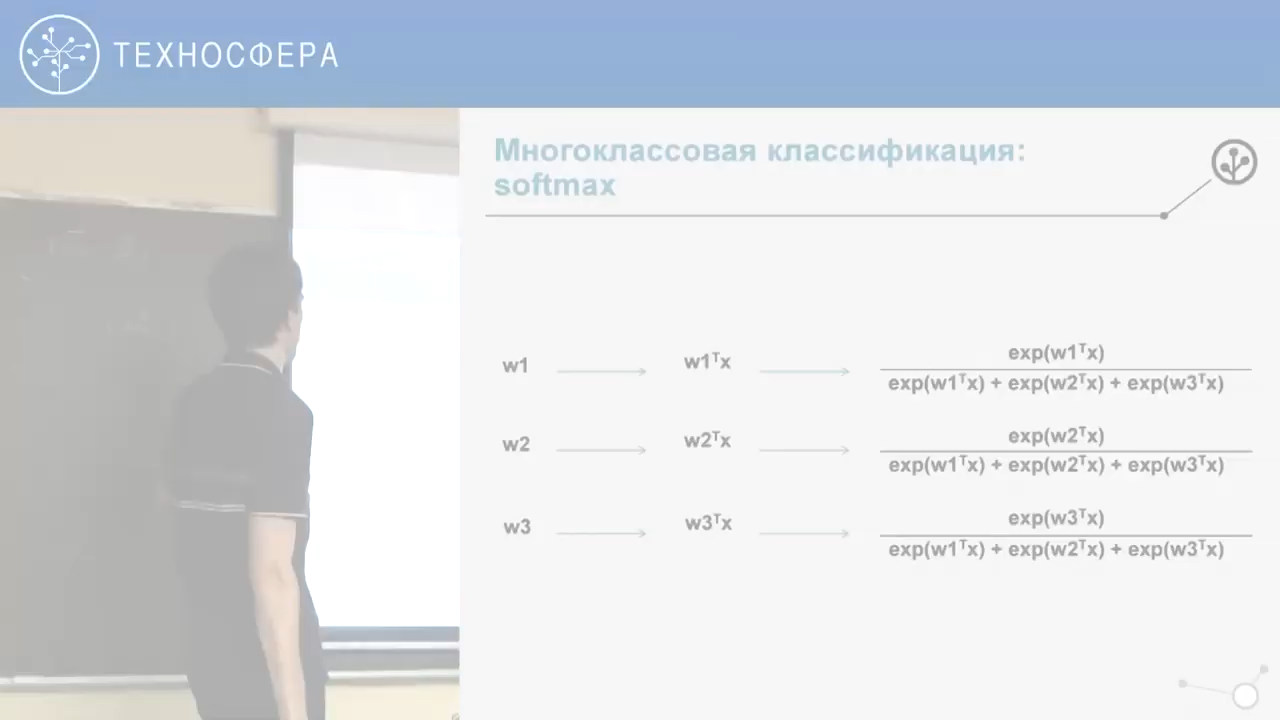 ТЕХНОСФЕРА
Многоклассовая классификация:
softmax
w1
w1ᵀx
exp(w1ᵀx)
exp(w1ᵀx) + exp(w2ᵀx) + exp(w3ᵀx)
w2
w2ᵀx
exp(w2ᵀx)
exp(w1ᵀx) + exp(w2ᵀx) + exp(w3ᵀx)
w3
w3ᵀx
exp(w3ᵀx)
exp(w1ᵀx) + exp(w2ᵀx) + exp(w3ᵀx)